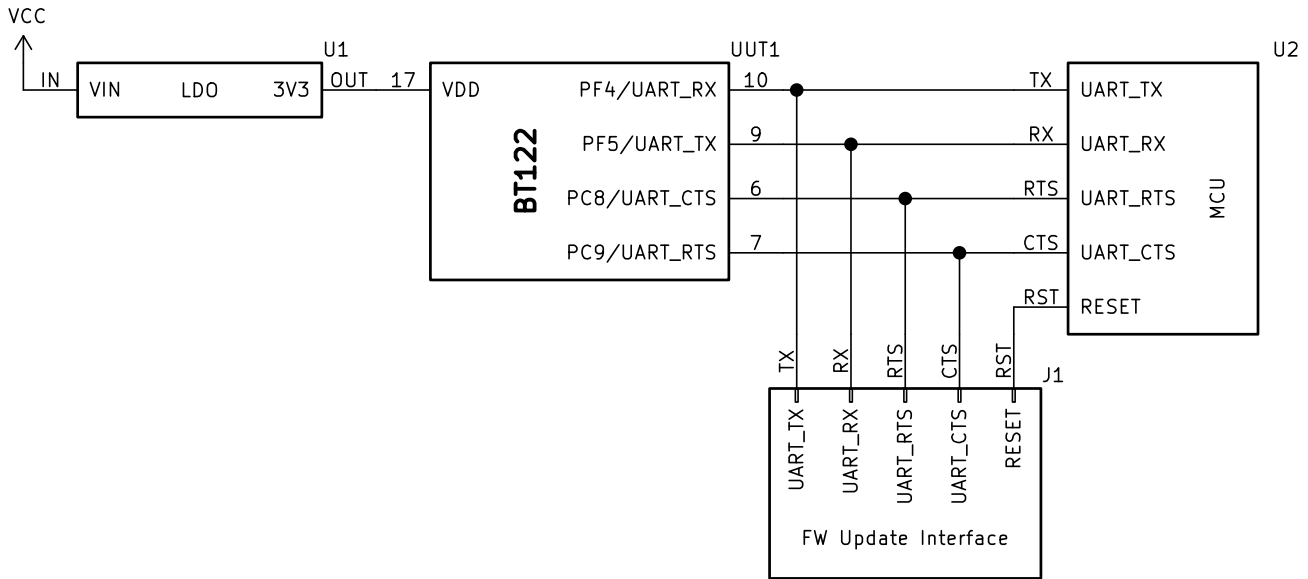 VCC
U1
UUT1
U2
IN
VIN
LDO
3V3
OUT
17
VDD
PF4/UART_RX
10
TX
UART_TX
PF5/UART_TX
9
RX
UART_RX
BT122
PC8/UART_CTS
6
RTS
UART_RTS
MCU
PC9/UART_RTS
7
CTS
UART_CTS
RST
RESET
TX
RX
RTS
CTS
RST
J1
UART_TX
UART_RX
UART_RTS
UART_CTS
RESET
FW Update Interface